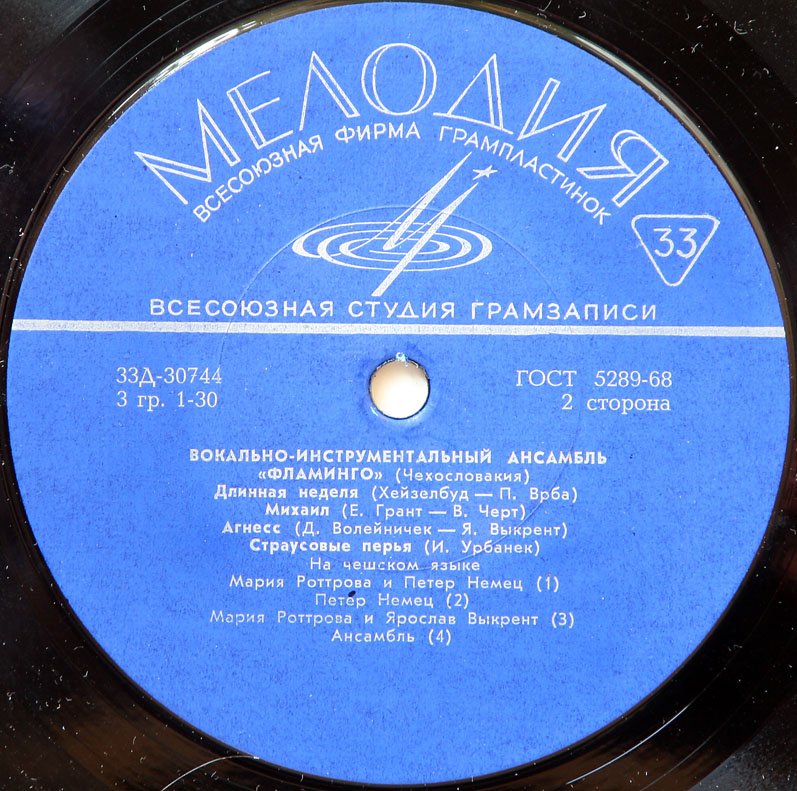 МЕЛОДИЯ
ВСЕСОЮЗНАЯ ФИРМА ГРАМПЛАСТИНОК
33
ВСЕСОЮЗНАЯ СТУДИЯ ГРАМЗАПИСИ
33Д-30744 ГОСТ 5289-68
3 гр. 1-30 2 сторона
ВОКАЛЬНО-ИНСТРУМЕНТАЛЬНЫЙ АНСАМБЛЬ
«ФЛАМИНГО» (Чехословакия)
Длинная неделя (Хейзелбуд — П. Врба)
Михаил (Е. Грант — В. Черт)
Агнесс (Д. Волейничек — Я. Выкрент)
Страусовые перья (И. Урбанек)
На чешском языке
Мария Роттрова и Петер Немец (1)
Петер Немец (2)
Мария Роттрова и Ярослав Выкрент (3)
Ансамбль (4)